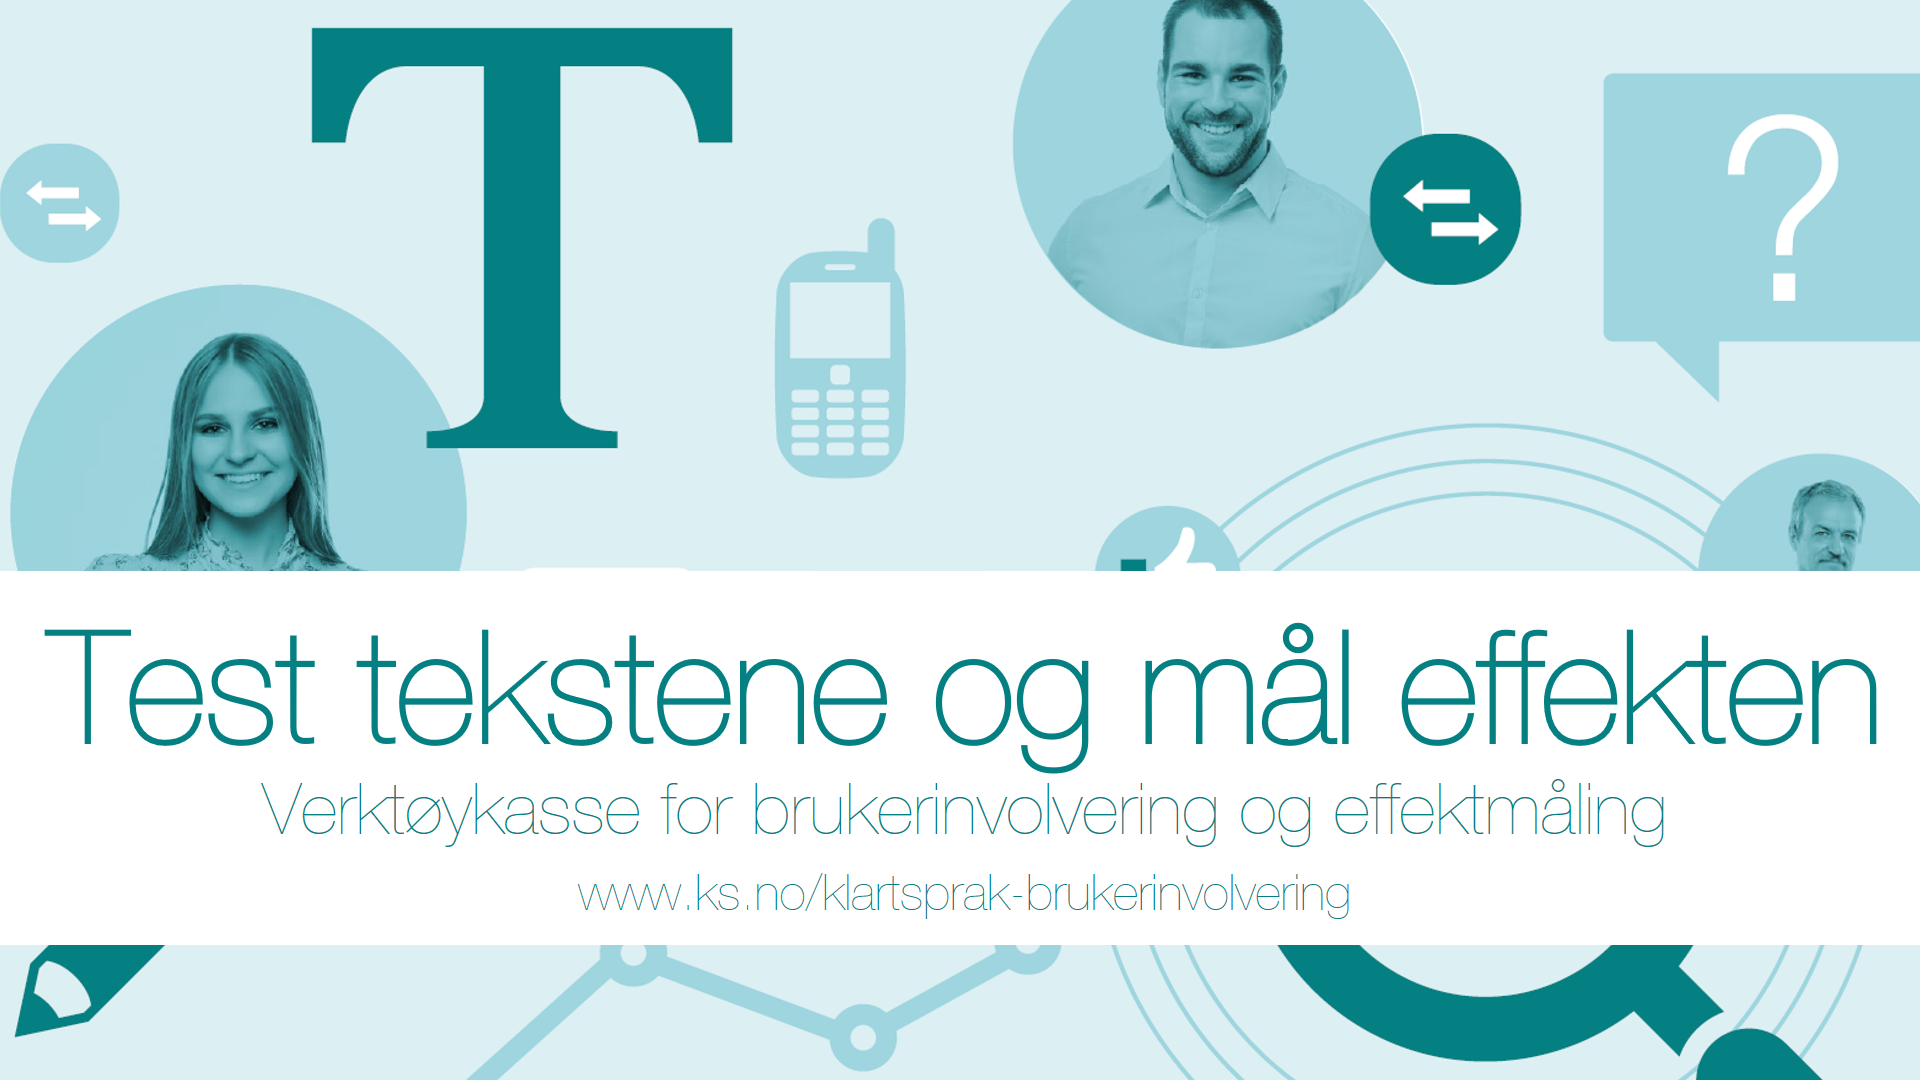 T
?
Test tekstene og mål effekten
Verktøykasse for brukerinvolvering og effektmåling
www.ks.no/klartsprak-brukerinvolvering